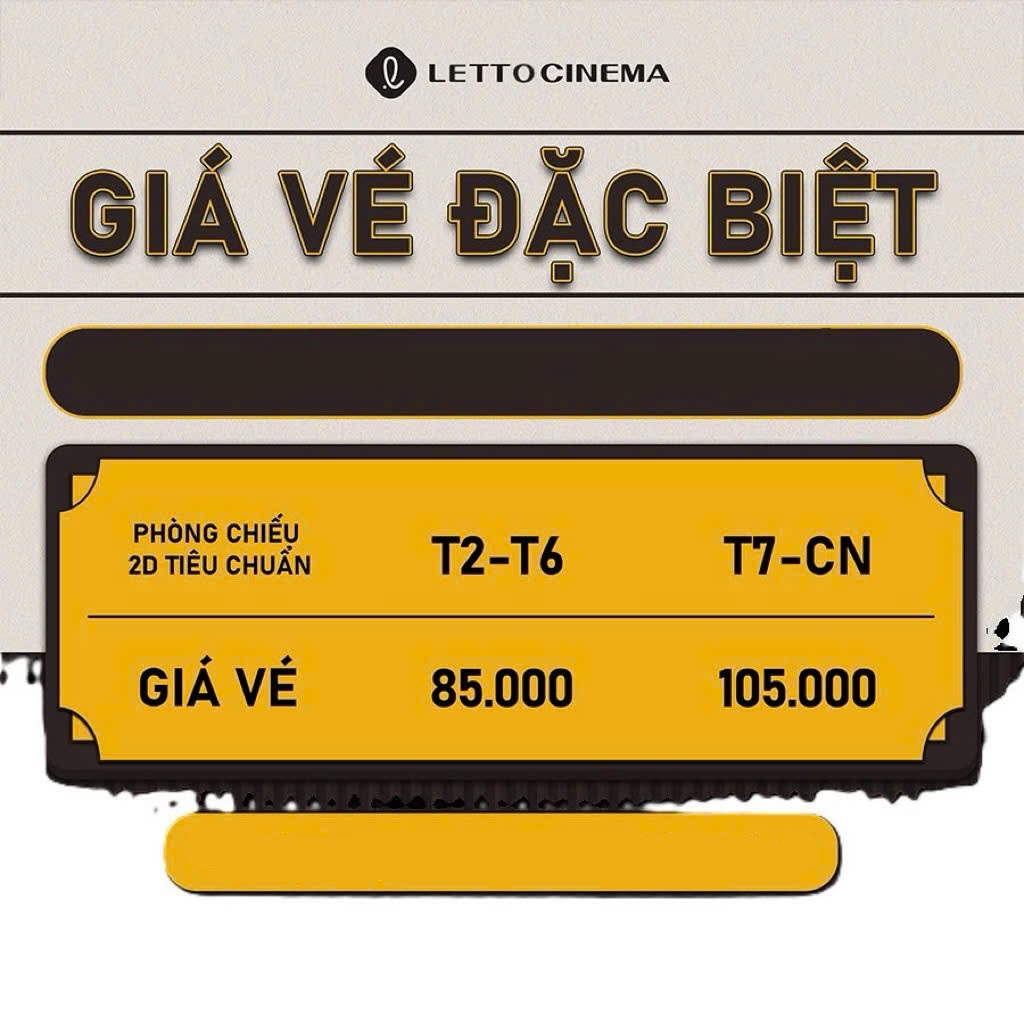 LETTO CINEMA
GIÁ VÉ ĐẶC BIỆT
PHÒNG CHIẾU
2D TIÊU CHUẨN
T2-T6
T7-CN
GIÁ VÉ
85.000
105.000